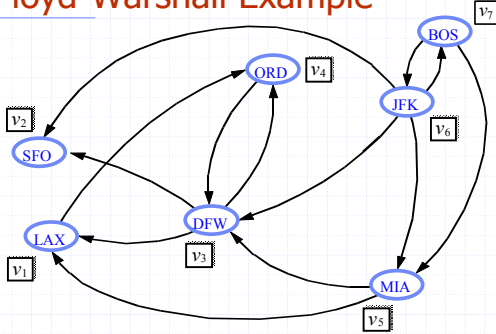 loyd-Warshall Example
BOS
v7
ORD
v4
JFK
v6
v2
SFO
DFW
v3
LAX
v1
MIA
v5